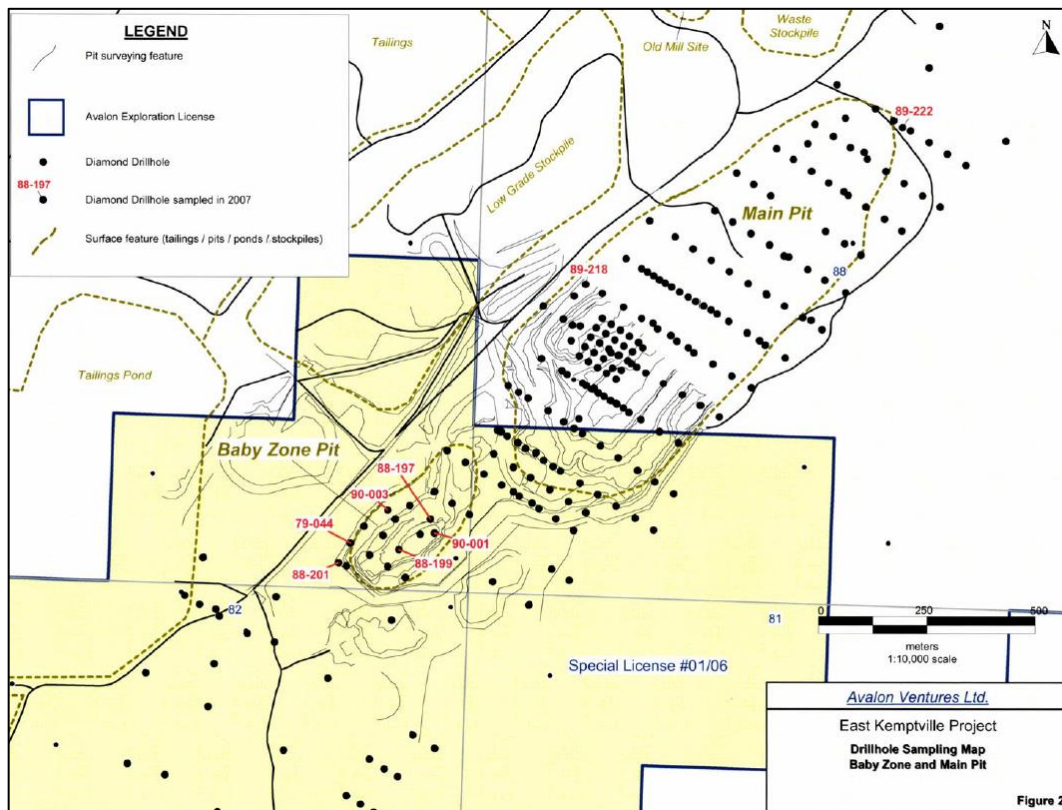 LEGEND
Pit surveying feature
Avalon Exploration License
Diamond Drillhole
88-197
Diamond Drillhole sampled in 2007
Surface feature (tailings / pits / ponds / stockpiles)
Tailings
Old Mill Site
Waste
Stockpile
N
89-222
Low Grade Stockpile
Main Pit
88
89-218
Tailings Pond
Baby Zone Pit
88-197
90-003
79-044
90-001
88-199
88-201
82
81
0
250
500
meters
1:10,000 scale
Special License #01/06
Avalon Ventures Ltd.
East Kemptville Project
Drillhole Sampling Map
Baby Zone and Main Pit